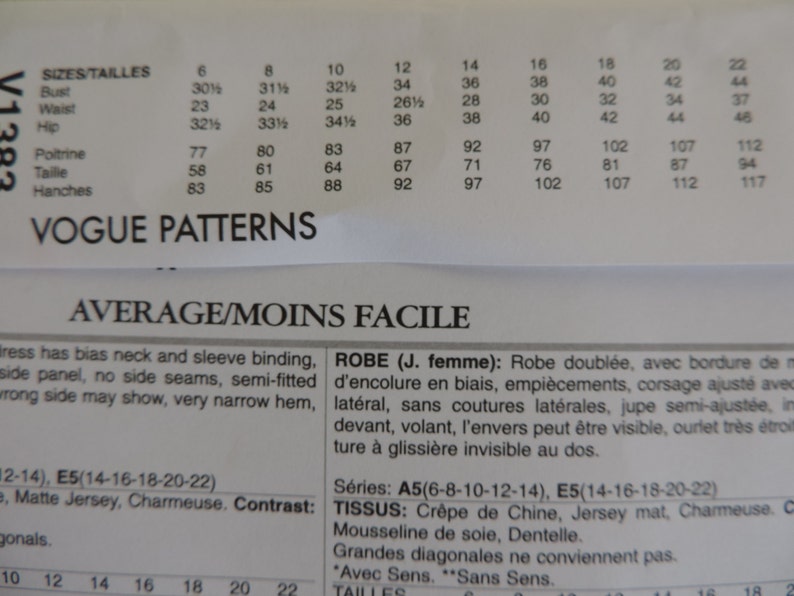 V1383
SIZES/TAILLES 6 8 10 12 14 16 18 20 22
Bust 30½ 31½ 32½ 34 36 38 40 42 44
Waist 23 24 25 26½ 28 30 32 34 37
Hip 32½ 33½ 34½ 36 38 40 42 44 46
Poitrine 77 80 83 87 92 97 102 107 112
Taille 58 61 64 67 71 76 81 87 94
Hanches 83 85 88 92 97 102 107 112 117
VOGUE PATTERNS
AVERAGE/MOINS FACILE
dress has bias neck and sleeve binding,
side panel, no side seams, semi-fitted
wrong side may show, very narrow hem,
12-14), E5(14-16-18-20-22)
Matte Jersey, Charmeuse. Contrast:
gonals.
10 12 14 16 18 20 22
ROBE (J. femme): Robe doublée, avec bordure de
d'encolure en biais, empiècements, corsage ajusté avec
latéral, sans coutures latérales, jupe semi-ajustée,
devant, volant, l'envers peut être visible, ourlet très étroit
ture à glissière invisible au dos.
Séries: A5(6-8-10-12-14), E5(14-16-18-20-22)
TISSUS: Crêpe de Chine, Jersey mat, Charmeuse. C
Mousseline de soie, Dentelle.
Grandes diagonales ne conviennent pas.
*Avec Sens. **Sans Sens.
TAILLES 14 16 18